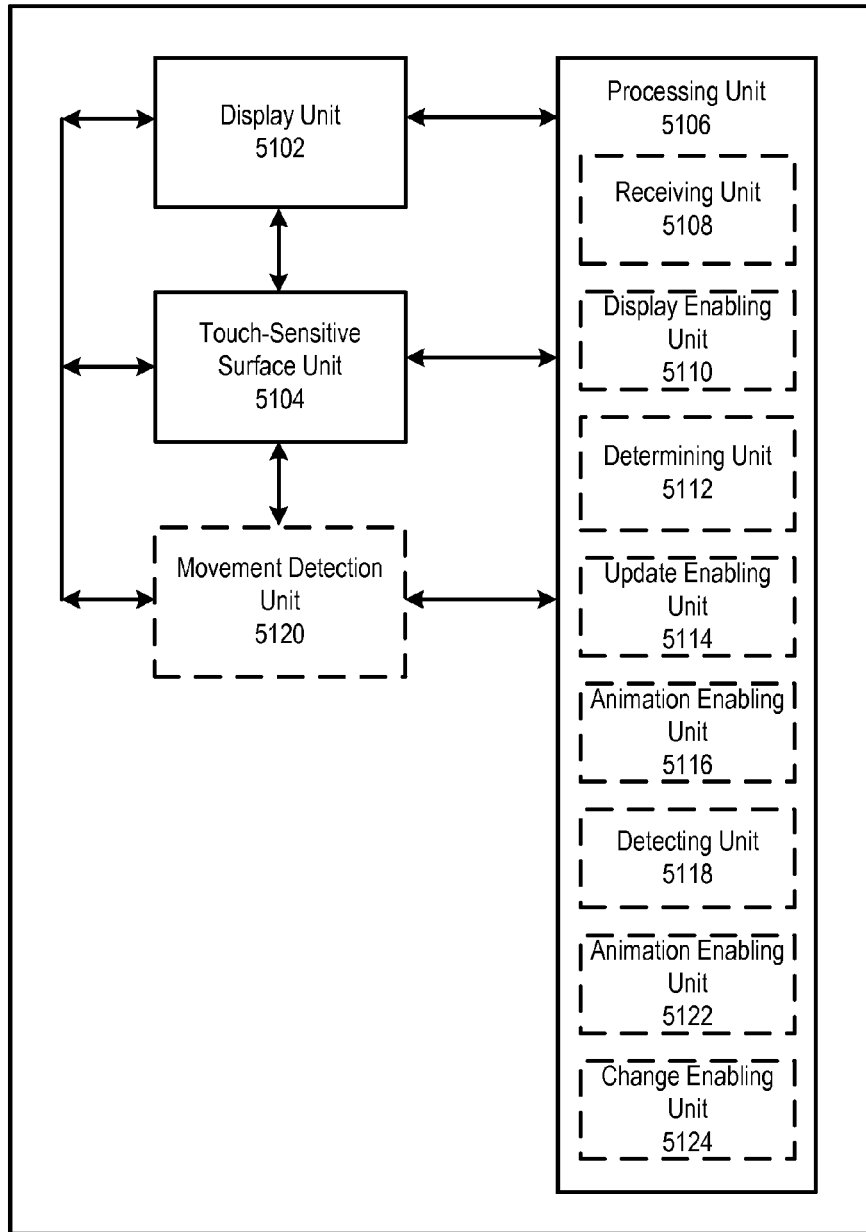 Display Unit
5102
Touch-Sensitive
Surface Unit
5104
Movement Detection
Unit
5120
Processing Unit
5106
Receiving Unit
5108
Display Enabling
Unit
5110
Determining Unit
5112
Update Enabling
Unit
5114
Animation Enabling
Unit
5116
Detecting Unit
5118
Animation Enabling
Unit
5122
Change Enabling
Unit
5124